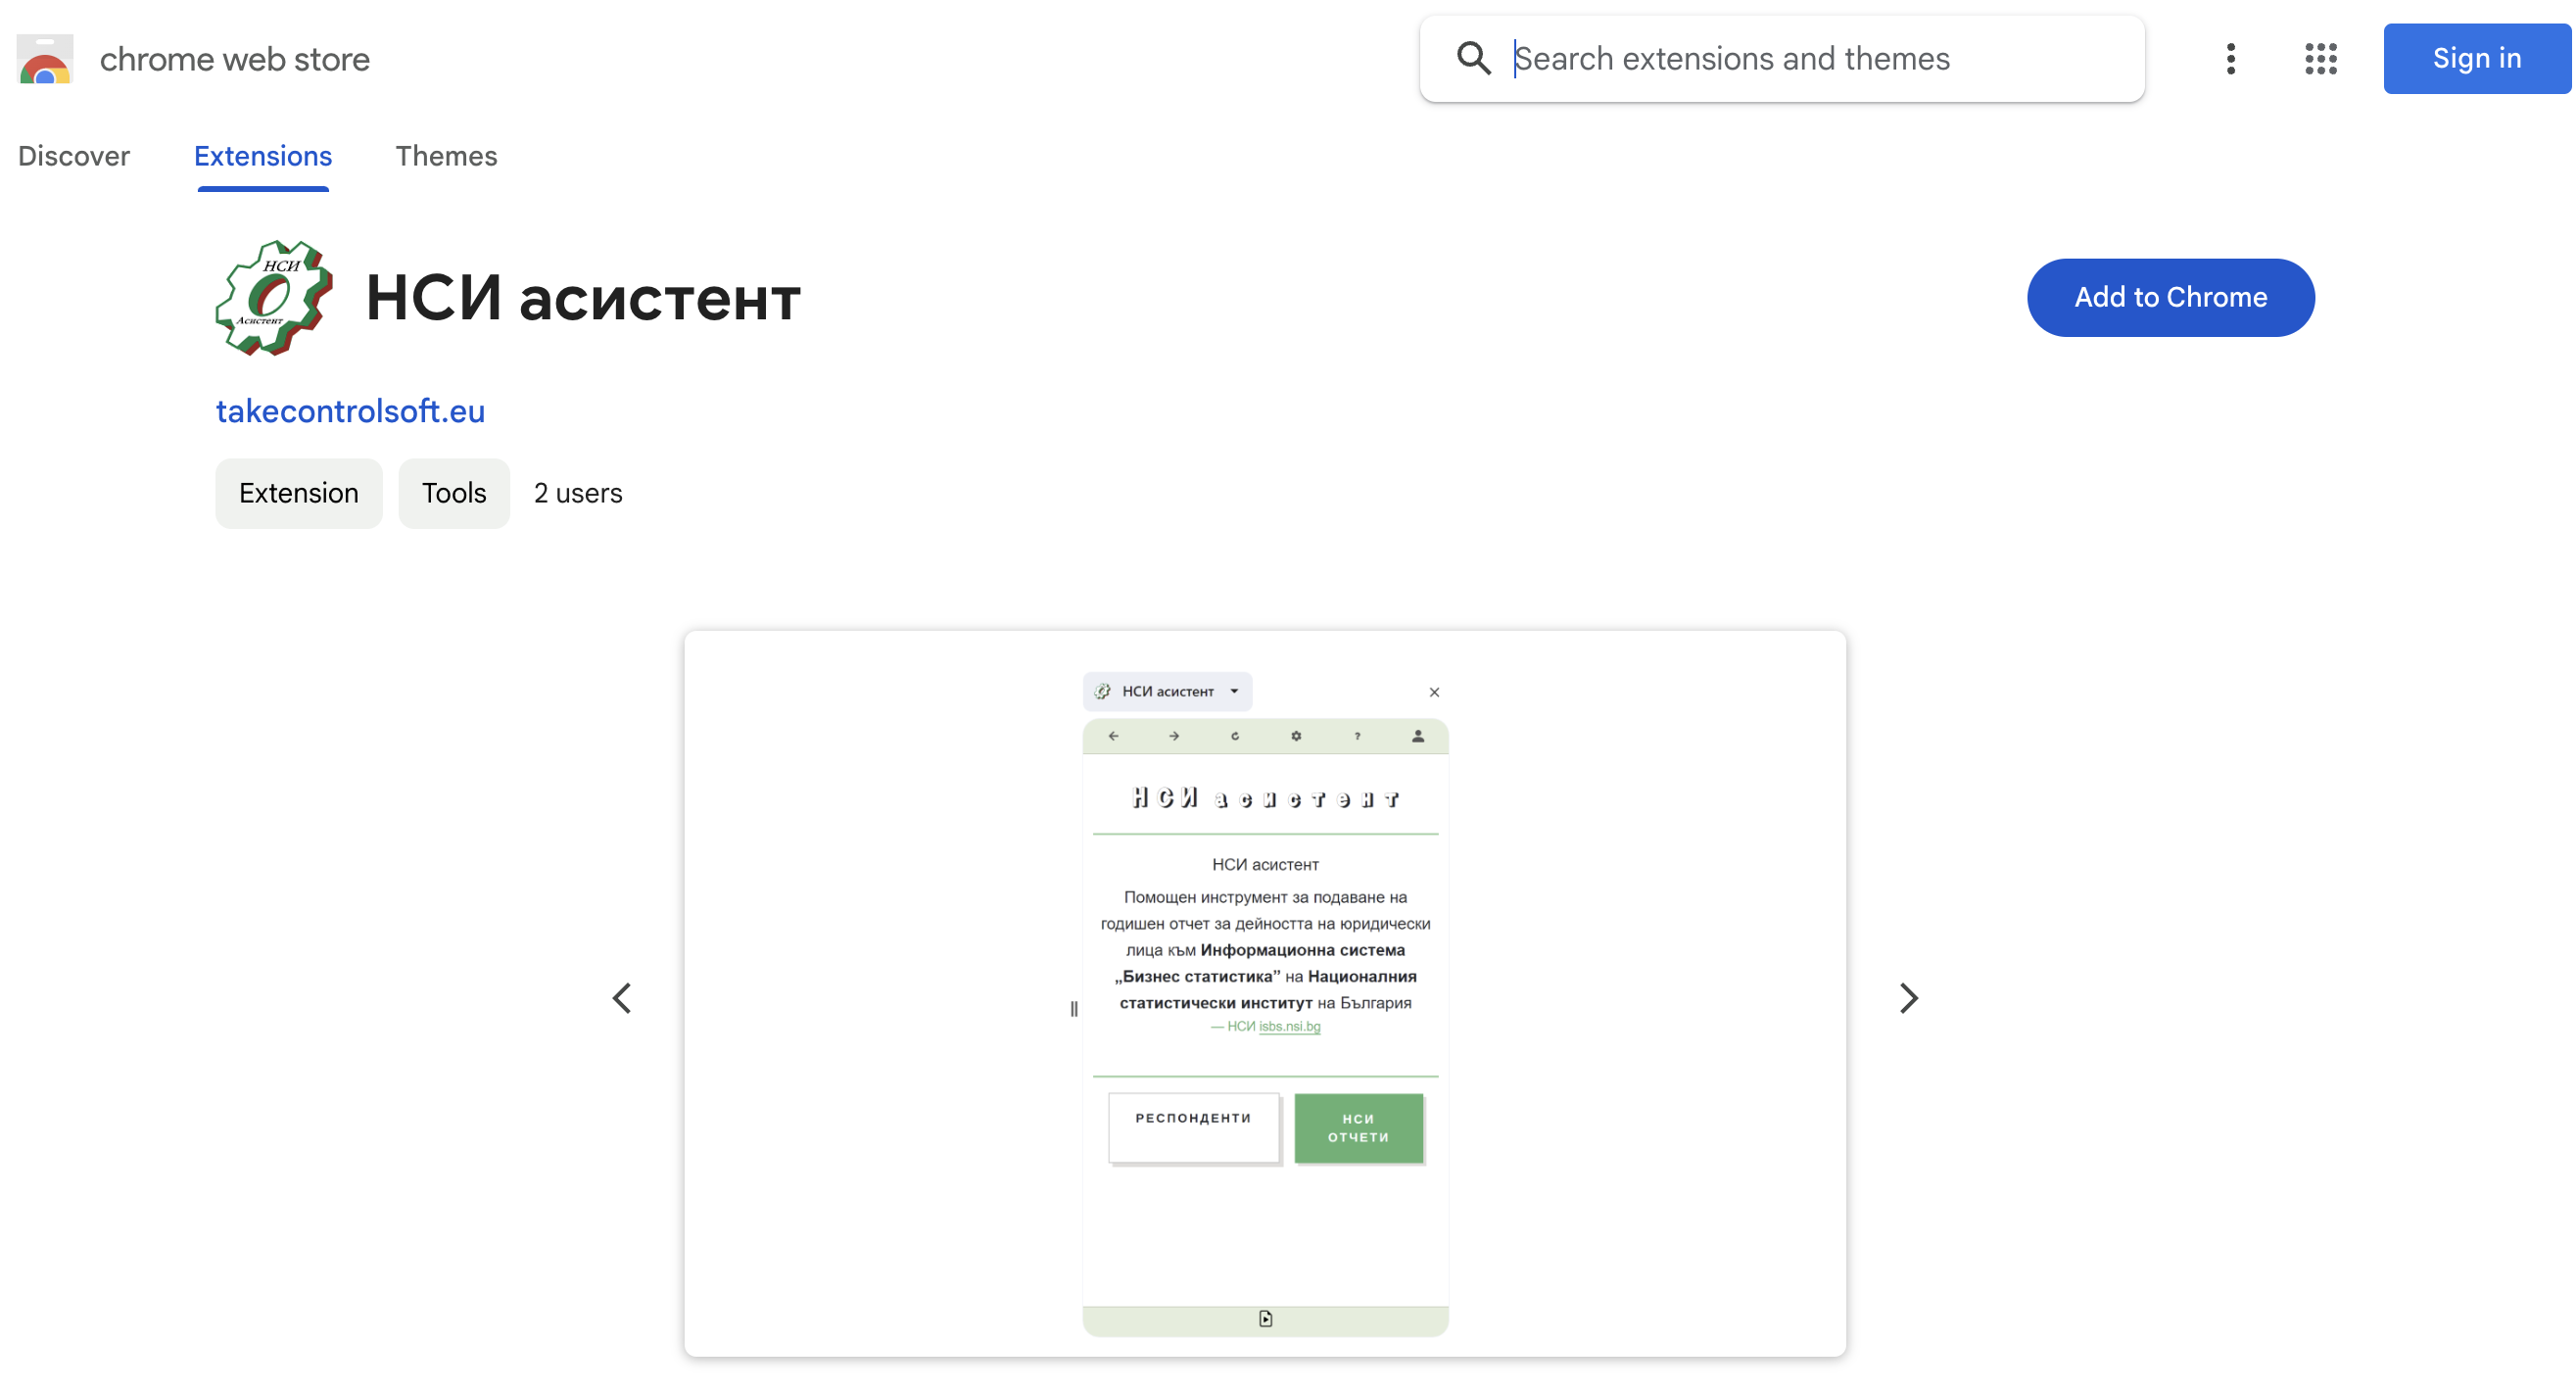 chrome web store
Search extensions and themes
Sign in
Discover
Extensions
Themes
НСИ
Асистент
НСИ асистент
Add to Chrome
takecontrolsoft.eu
Extension
Tools
2 users
НСИ асистент
?
НСИ асистент
НСИ асистент
Помощен инструмент за подаване на
годишен отчет за дейността на юридически
лица към Информационна система
„Бизнес статистика” на Националния
статистически институт на България
— НСИ isbs.nsi.bg
РЕСПОНДЕНТИ
НСИ
ОТЧЕТИ